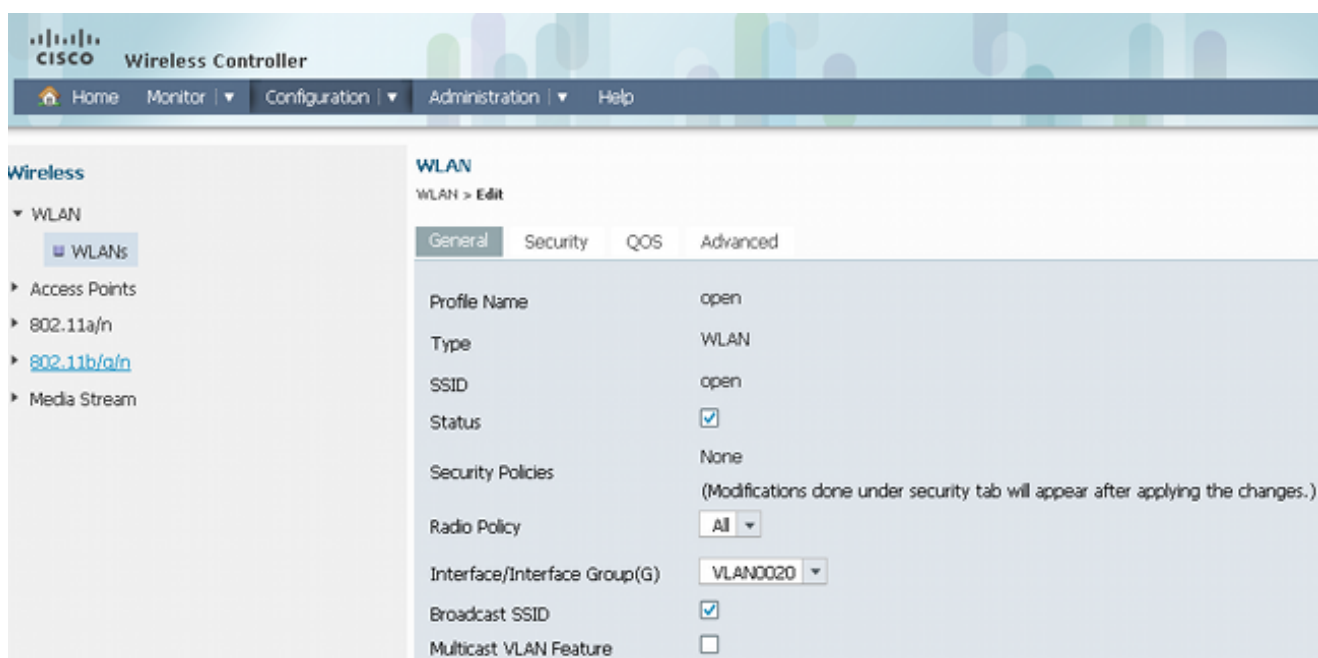 CISCO Wireless Controller
Home Monitor Configuration Administration Help
Wireless
WLAN
WLANs
Access Points
802.11a/n
802.11b/g/n
Media Stream
WLAN
WLAN > Edit
General Security QOS Advanced
Profile Name open
Type WLAN
SSID open
Status
Security Policies None
(Modifications done under security tab will appear after applying the changes.)
Radio Policy All
Interface/Interface Group(G) VLAN0020
Broadcast SSID
Multicast VLAN Feature